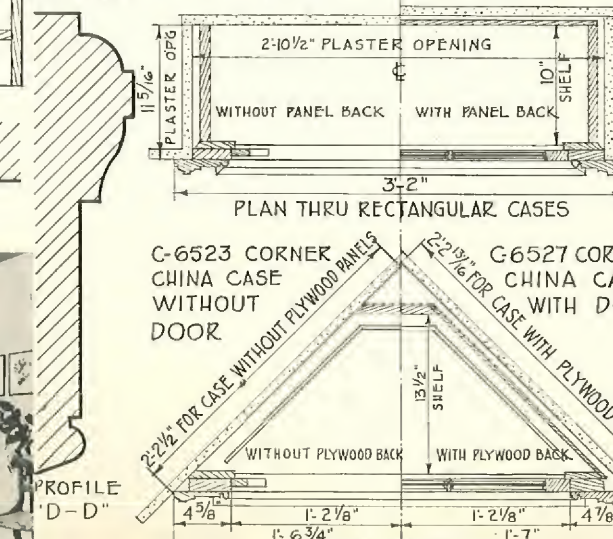 2'-10½" PLASTER OPENING
11 5/16"
PLASTER OPG
10"
SHELF
WITHOUT PANEL BACK
WITH PANEL BACK
3'-2"
PLAN THRU RECTANGULAR CASES
C-6523 CORNER
CHINA CASE
WITHOUT
DOOR
C-6527 COR
CHINA CA
WITH D
2'-2½" FOR CASE WITHOUT PLYWOOD PANELS
2'-2 13/16" FOR CASE WITH PLYWOOD
13½"
SHELF
WITHOUT PLYWOOD BACK
WITH PLYWOOD BACK
PROFILE
"D-D"
4 5/8"
1'-2 1/8"
1'-2 1/8"
4 7/8
1'-6 3/4"
1'-7"